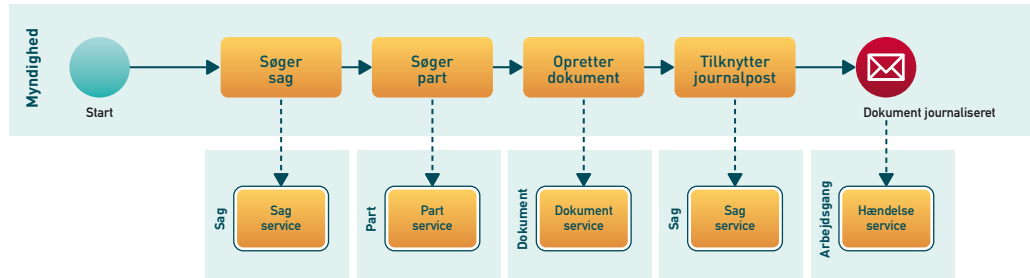 Myndighed
Søger
sag
Søger
part
Opretter
dokument
Tilknytter
journalpost
Start
Dokument journaliseret
Sag
Sag
service
Part
Part
service
Dokument
Dokument
service
Sag
Sag
service
Arbejdsgang
Hændelse
service